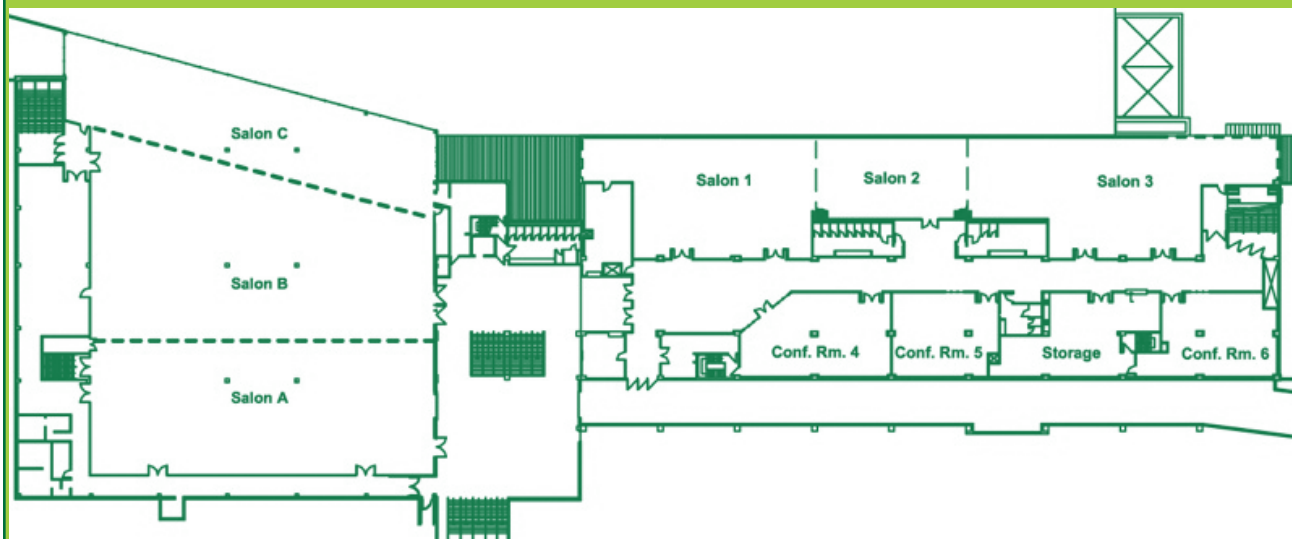 Salon C
Salon 1
Salon 2
Salon 3
Salon B
Conf. Rm. 4
Conf. Rm. 5
Storage
Conf. Rm. 6
Salon A